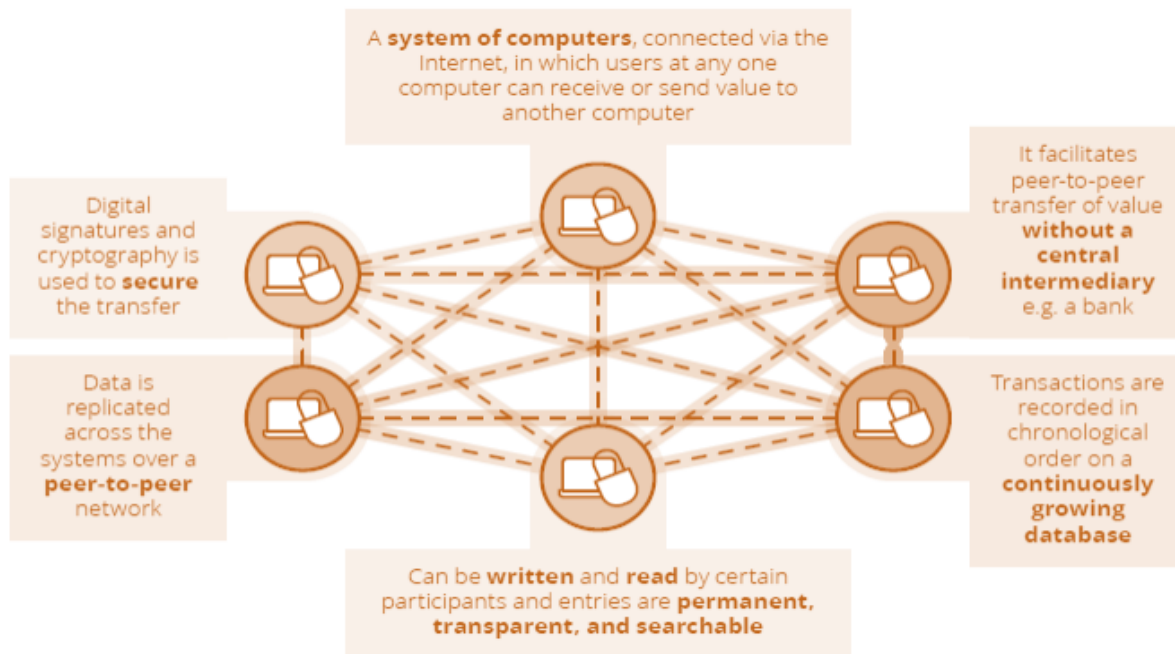 A system of computers, connected via the
Internet, in which users at any one
computer can receive or send value to
another computer
It facilitates
peer-to-peer
transfer of value
without a
central
intermediary
e.g. a bank
Digital
signatures and
cryptography is
used to secure
the transfer
Data is
replicated
across the
systems over a
peer-to-peer
network
Transactions are
recorded in
chronological
order on a
continuously
growing
database
Can be written and read by certain
participants and entries are permanent,
transparent, and searchable